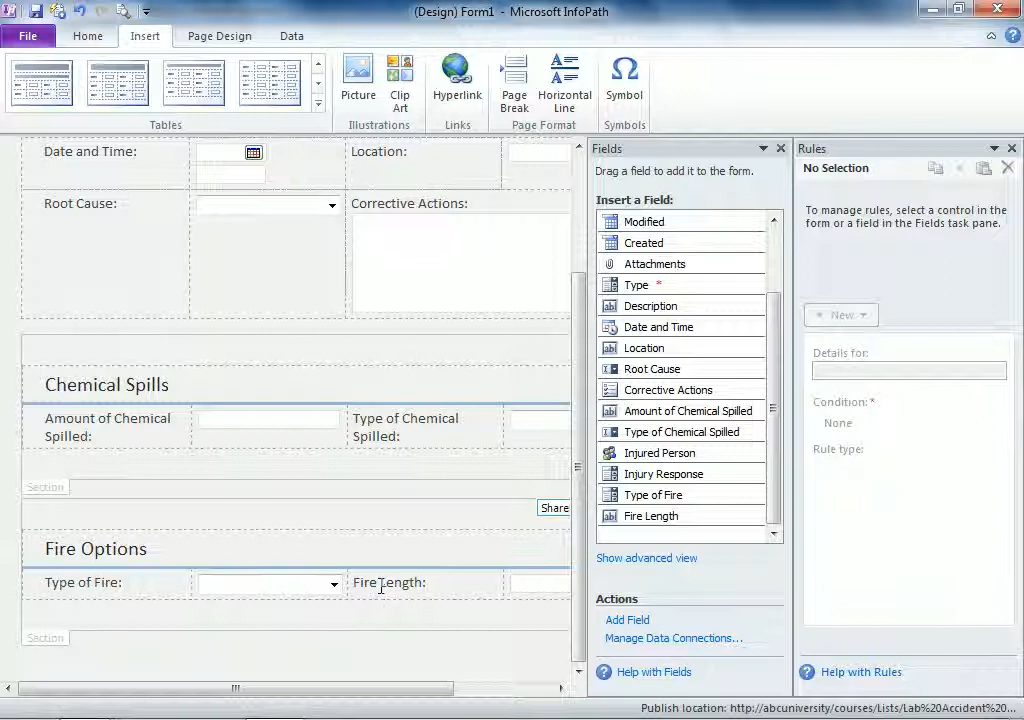 (Design) Form1 - Microsoft InfoPath
File Home Insert Page Design Data
Picture Clip Art Hyperlink Page Break Horizontal Line Symbol
Tables Illustrations Links Page Format Symbols
Date and Time:
Location:
Root Cause:
Corrective Actions:
Chemical Spills
Amount of Chemical
Spilled:
Type of Chemical
Spilled:
Section
Share
Fire Options
Type of Fire:
Fire Length:
Section
Fields
Drag a field to add it to the form.
Insert a Field:
Modified
Created
Attachments
Type *
Description
Date and Time
Location
Root Cause
Corrective Actions
Amount of Chemical Spilled
Type of Chemical Spilled
Injured Person
Injury Response
Type of Fire
Fire Length
Show advanced view
Actions
Add Field
Manage Data Connections...
Help with Fields
Rules
No Selection
To manage rules, select a control in the
form or a field in the Fields task pane.
New
Details for:
Condition: *
None
Rule type:
Help with Rules
Publish location: http://abcuniversity/courses/Lists/Lab%20Accident%20...